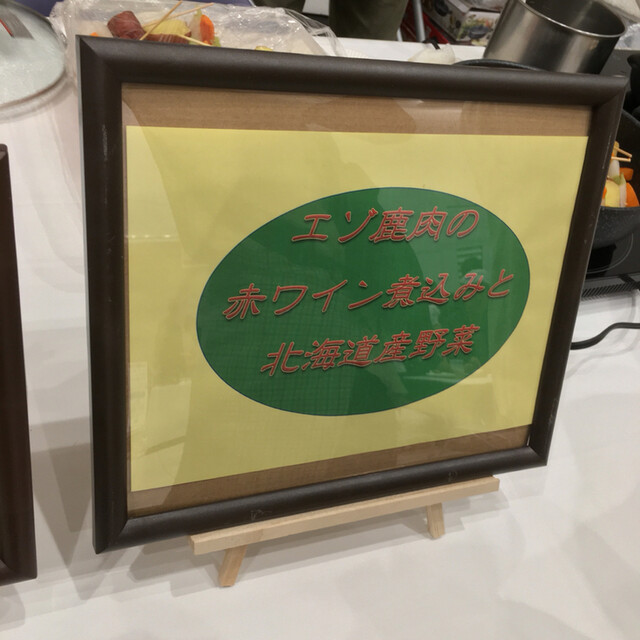 エゾ鹿肉の
赤ワイン煮込みと
北海道産野菜